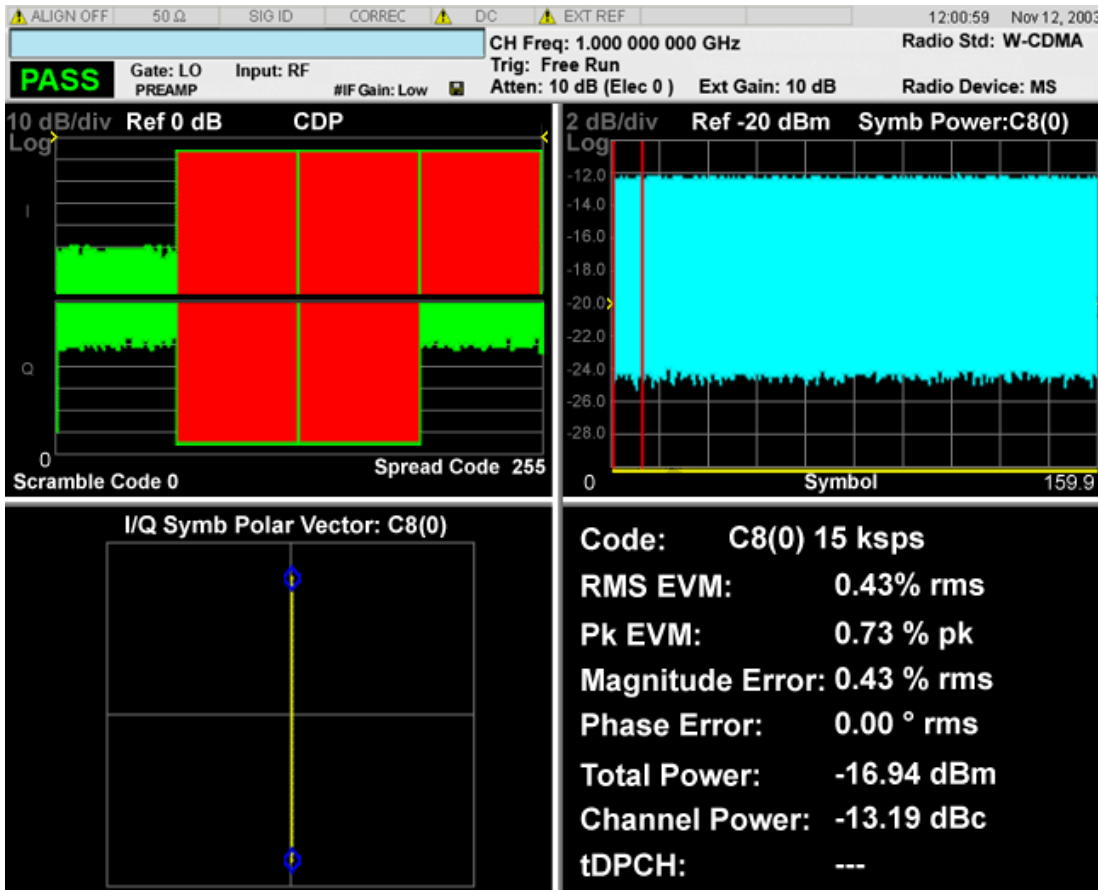 ALIGN OFF 50 Ω SIG ID CORREC DC EXT REF 12:00:59 Nov 12, 2003
CH Freq: 1.000 000 000 GHz Radio Std: W-CDMA
PASS Gate: LO Input: RF Trig: Free Run
PREAMP #IF Gain: Low Atten: 10 dB (Elec 0 ) Ext Gain: 10 dB Radio Device: MS
10 dB/div Ref 0 dB CDP
Log
I
Q
0
Spread Code 255
Scramble Code 0
2 dB/div Ref -20 dBm Symb Power:C8(0)
Log
-12.0
-14.0
-16.0
-18.0
-20.0
-22.0
-24.0
-26.0
-28.0
0 Symbol 159.9
I/Q Symb Polar Vector: C8(0)
Code: C8(0) 15 ksps
RMS EVM: 0.43% rms
Pk EVM: 0.73 % pk
Magnitude Error: 0.43 % rms
Phase Error: 0.00 ° rms
Total Power: -16.94 dBm
Channel Power: -13.19 dBc
tDPCH: ---